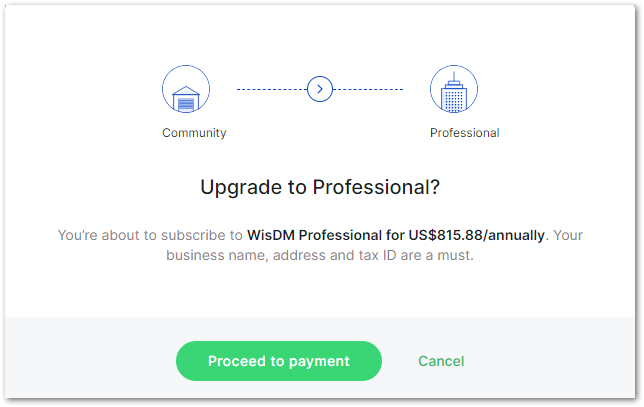 Community
Professional
Upgrade to Professional?
You're about to subscribe to WisDM Professional for US$815.88/annually. Your
business name, address and tax ID are a must.
Proceed to payment
Cancel